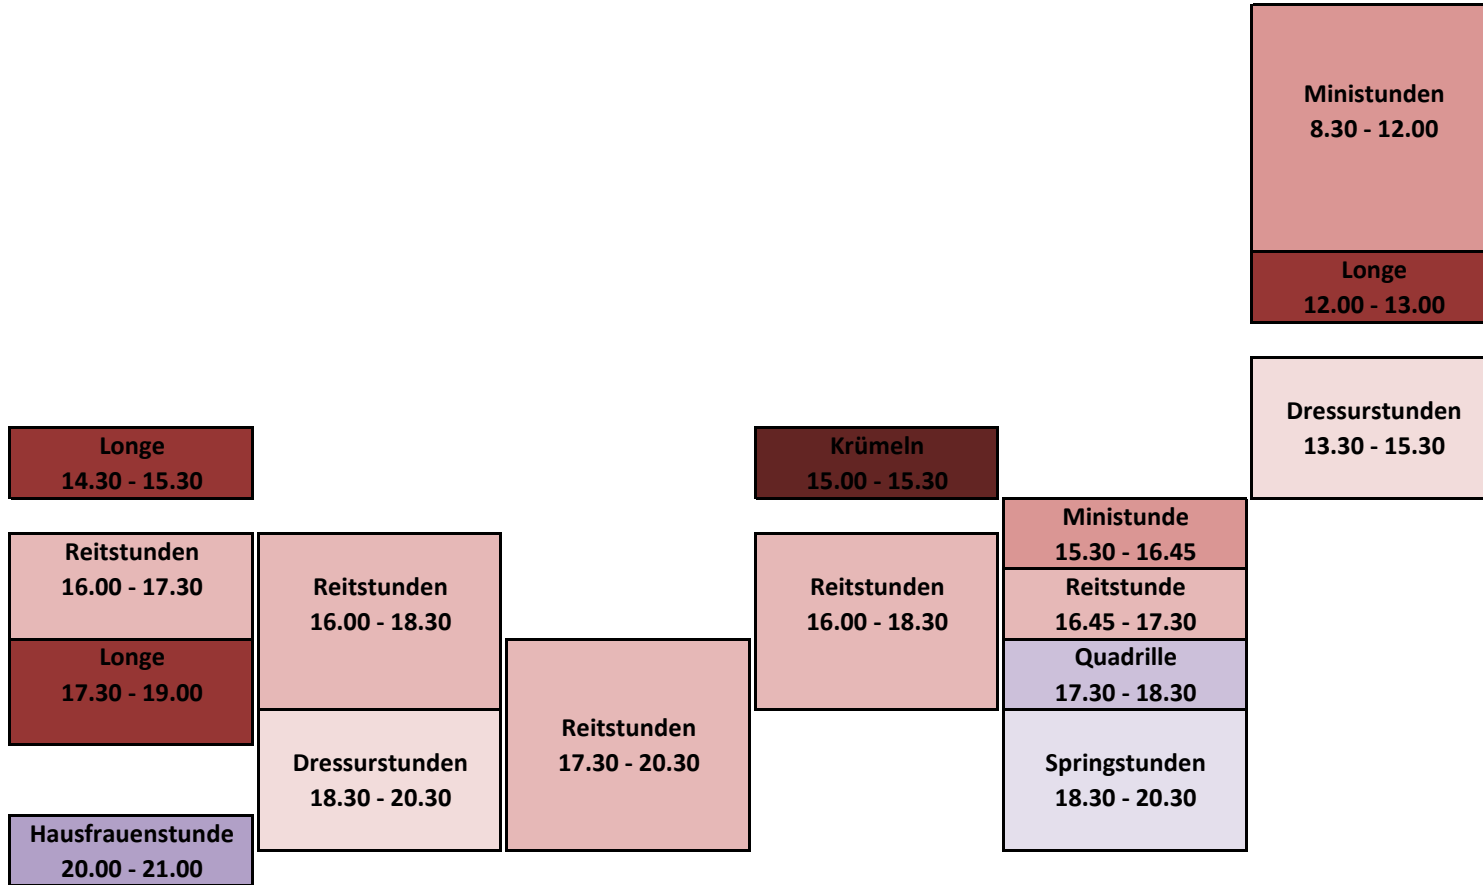 Ministunden
8.30 - 12.00
Longe
12.00 - 13.00
Dressurstunden
13.30 - 15.30
Longe
14.30 - 15.30
Krümeln
15.00 - 15.30
Ministunde
15.30 - 16.45
Reitstunden
16.00 - 17.30
Reitstunden
16.00 - 18.30
Reitstunden
16.00 - 18.30
Reitstunde
16.45 - 17.30
Longe
17.30 - 19.00
Quadrille
17.30 - 18.30
Reitstunden
17.30 - 20.30
Dressurstunden
18.30 - 20.30
Springstunden
18.30 - 20.30
Hausfrauenstunde
20.00 - 21.00